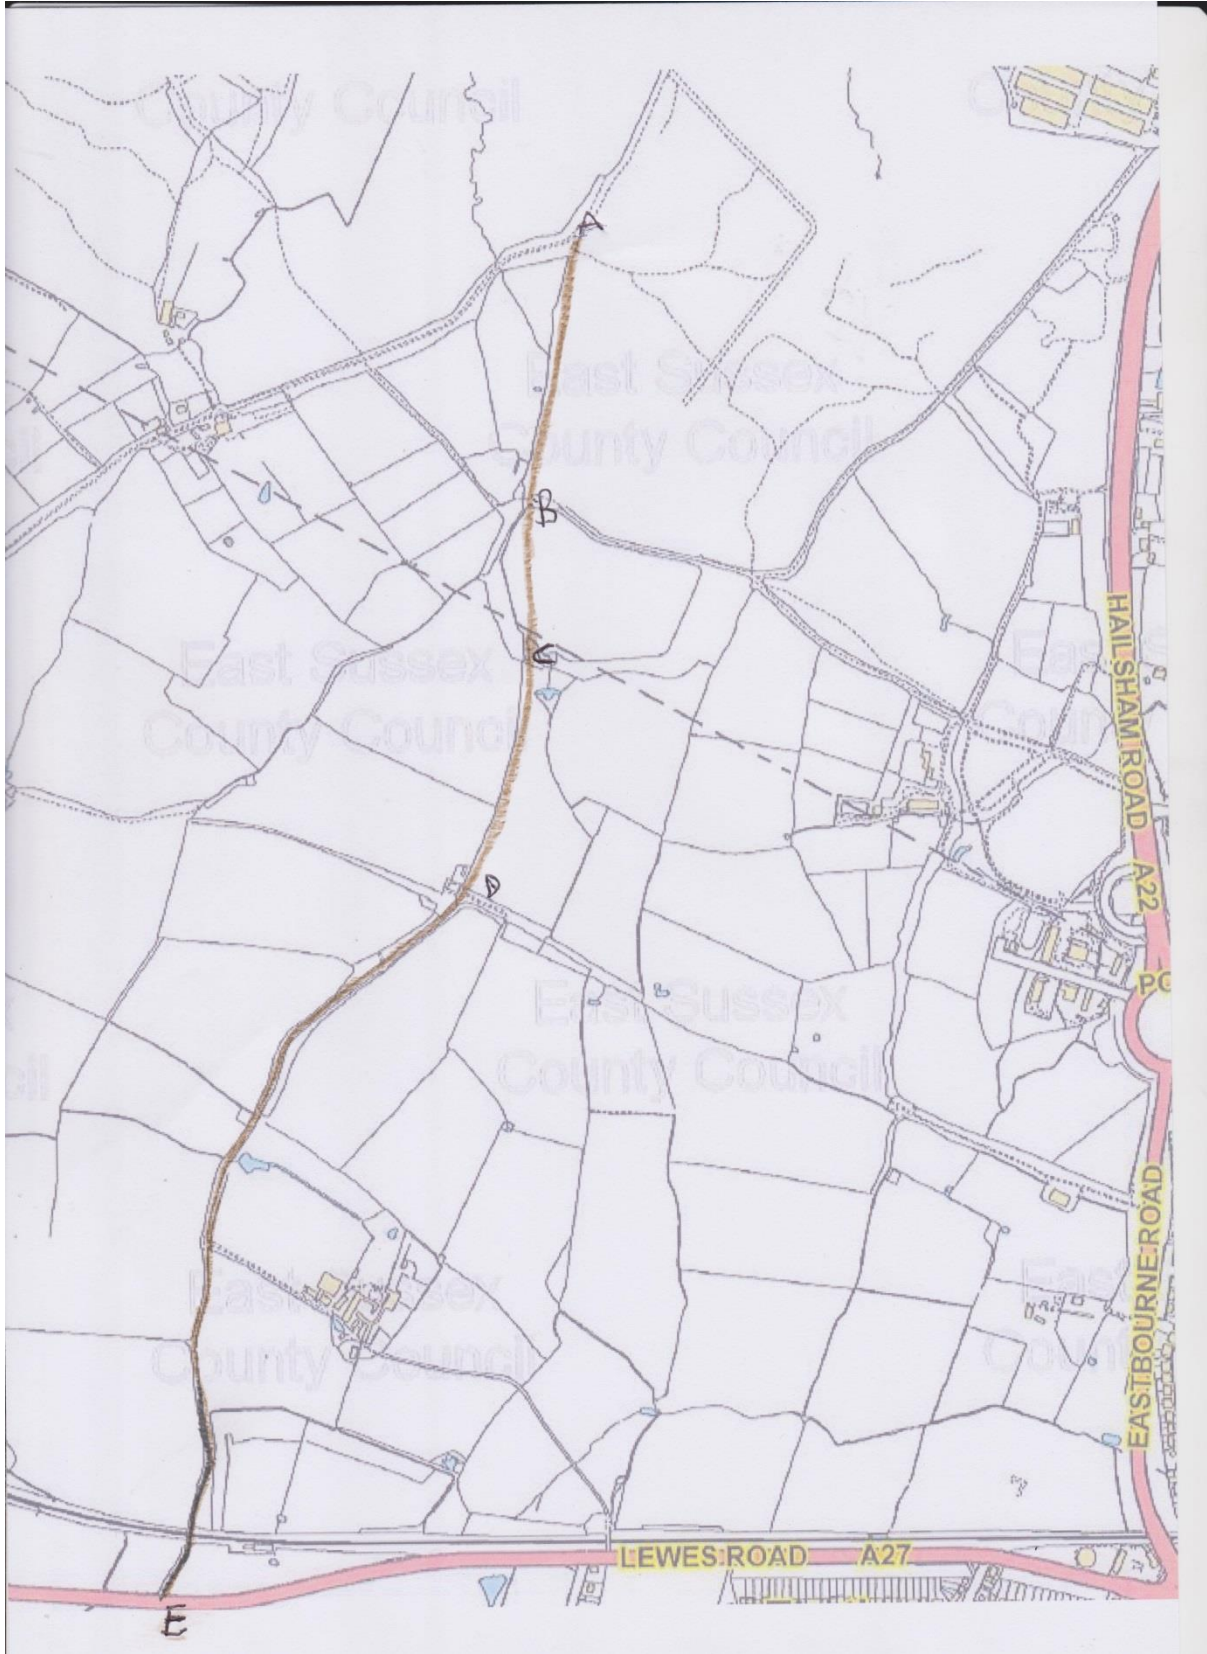 County Council
A
East Sussex
County Council
B
HAILSHAM ROAD A22
C
East Sussex
County Council
D
East Sussex
County Council
EASTBOURNE ROAD
East Sussex
County Council
LEWES ROAD A27
E